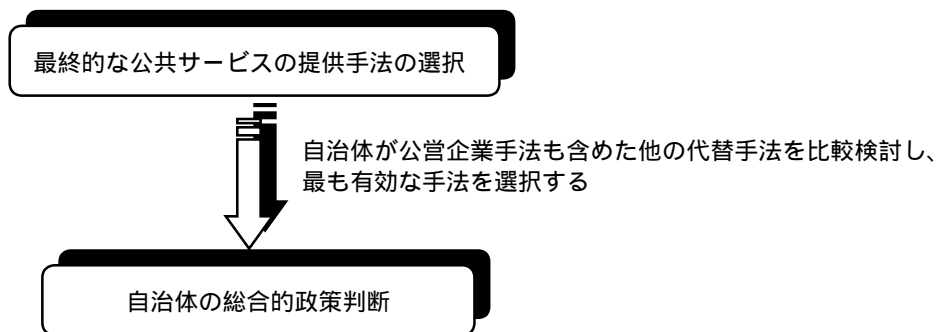 最終的な公共サービスの提供手法の選択
自治体が公営企業手法も含めた他の代替手法を比較検討し、
最も有効な手法を選択する
自治体の総合的政策判断